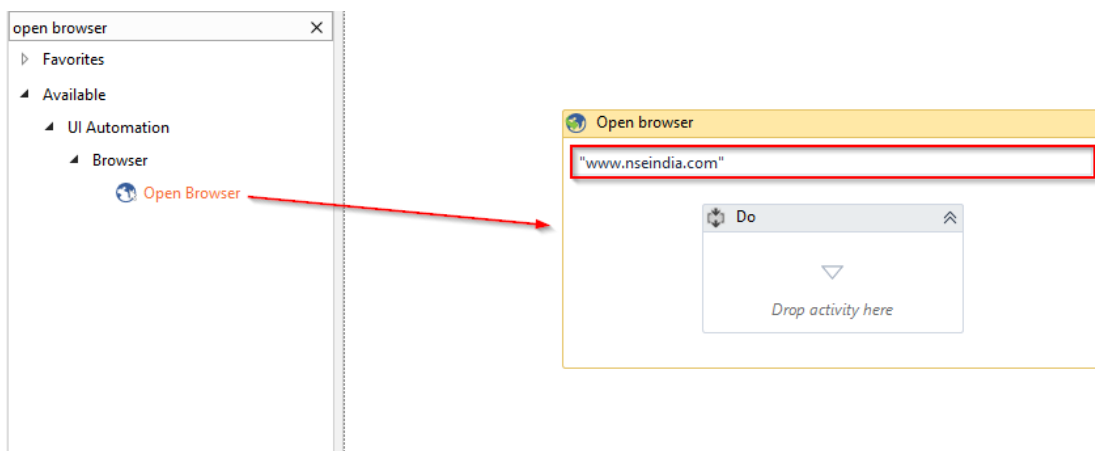 open browser
Favorites
Available
UI Automation
Browser
Open Browser
Open browser
"www.nseindia.com"
Do
Drop activity here